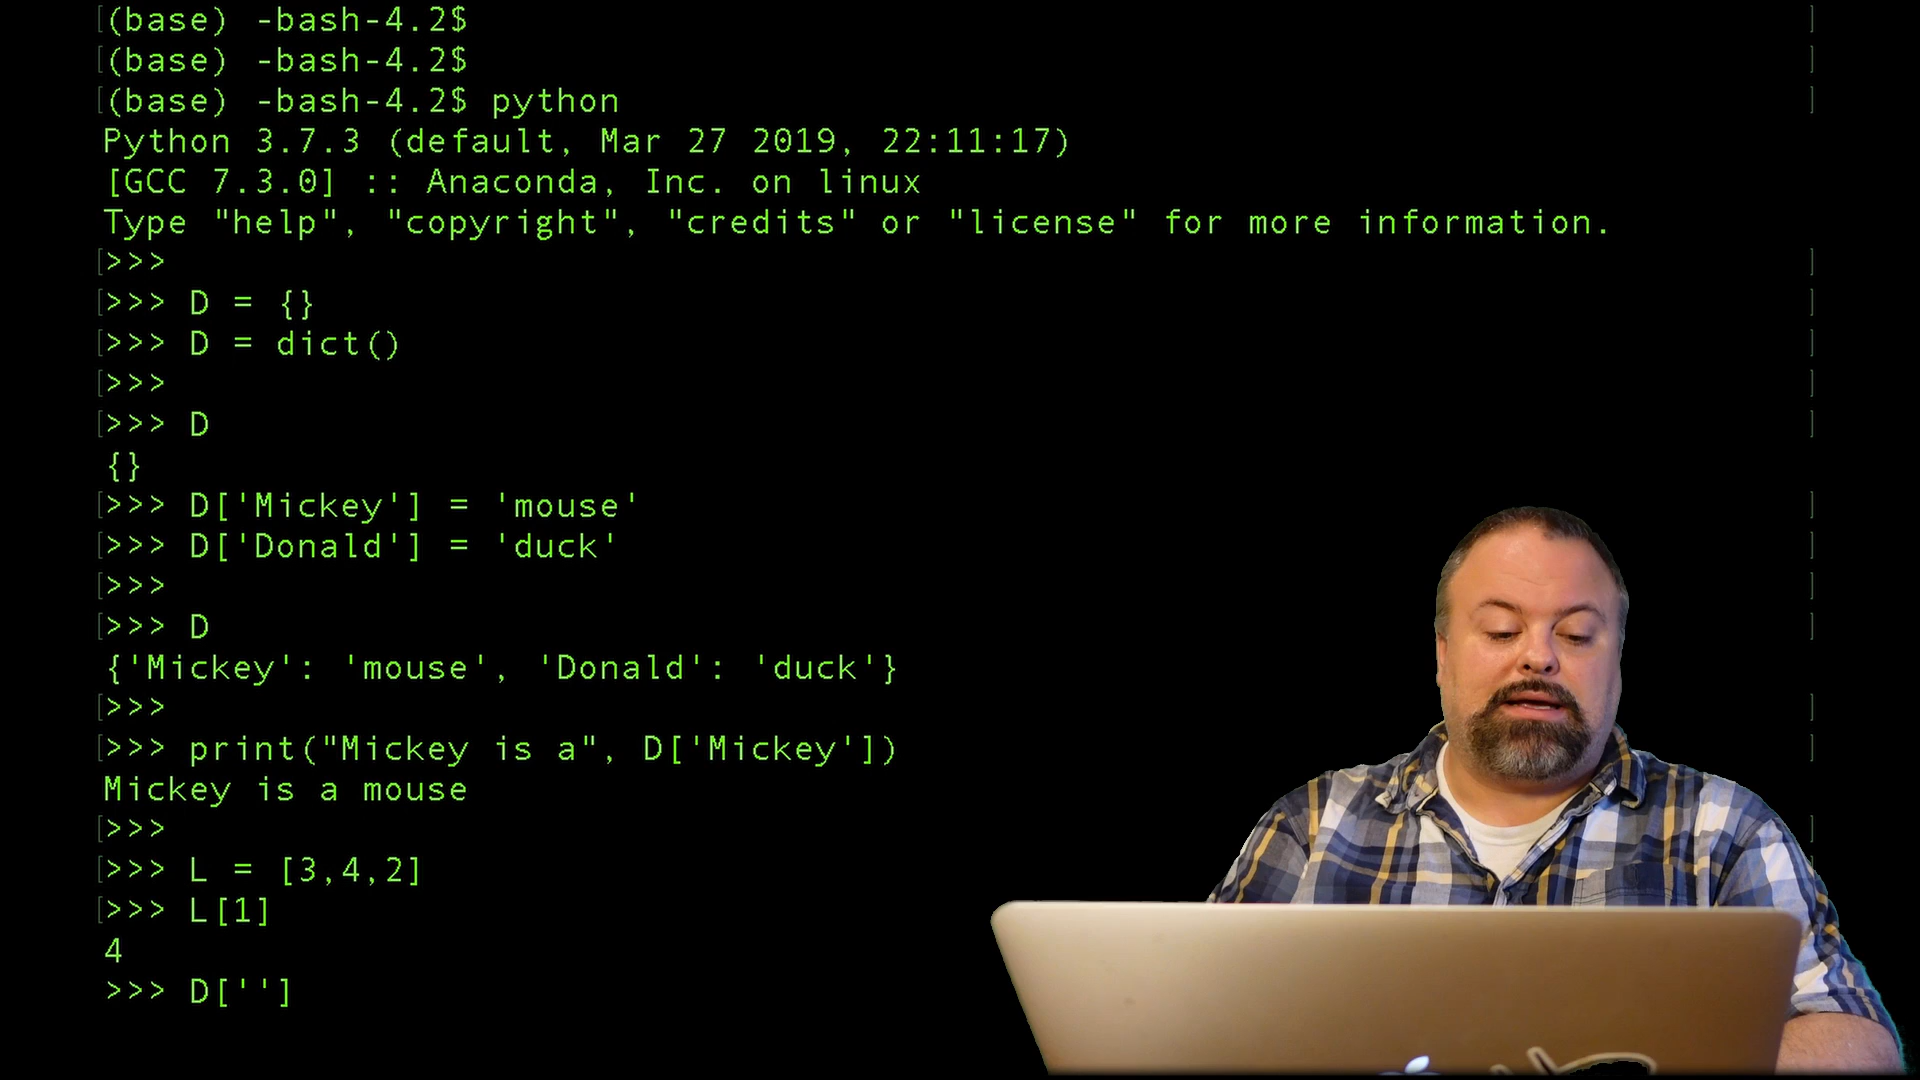 [(base) -bash-4.2$ ]
[(base) -bash-4.2$ ]
[(base) -bash-4.2$ python ]
Python 3.7.3 (default, Mar 27 2019, 22:11:17)
[GCC 7.3.0] :: Anaconda, Inc. on linux
Type "help", "copyright", "credits" or "license" for more information.
[>>> ]
[>>> D = {} ]
[>>> D = dict() ]
[>>> ]
[>>> D ]
{}
[>>> D['Mickey'] = 'mouse' ]
[>>> D['Donald'] = 'duck' ]
[>>> ]
[>>> D ]
{'Mickey': 'mouse', 'Donald': 'duck'}
[>>> ]
[>>> print("Mickey is a", D['Mickey']) ]
Mickey is a mouse
[>>> ]
[>>> L = [3,4,2] ]
[>>> L[1]
4
>>> D['']